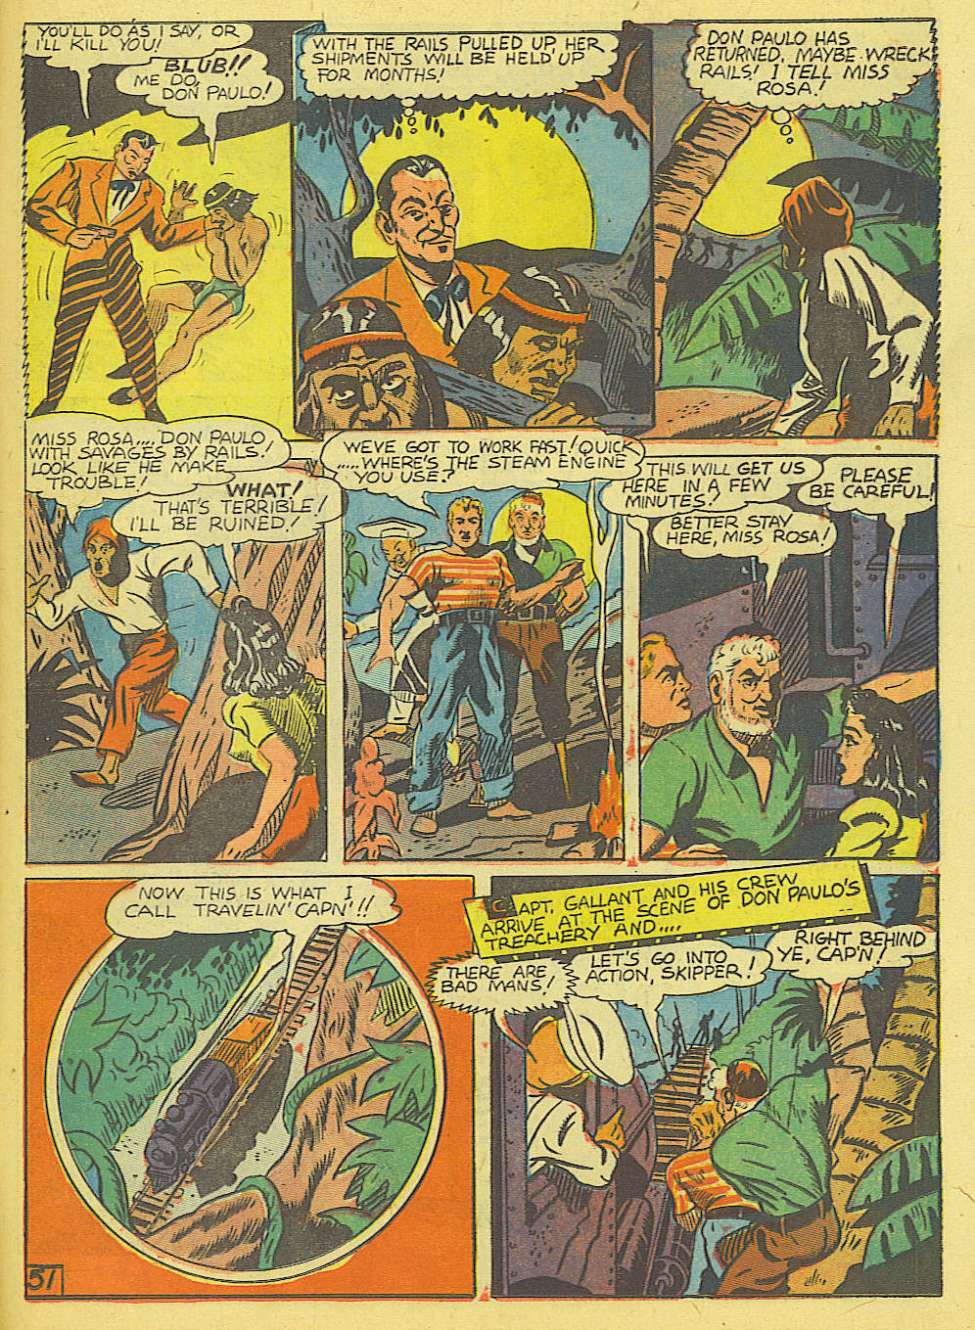 YOU'LL DO AS I SAY, OR
I'LL KILL YOU!
BLUB!!
ME DO,
DON PAULO!
WITH THE RAILS PULLED UP, HER
SHIPMENTS WILL BE HELD UP
FOR MONTHS!
DON PAULO HAS
RETURNED, MAYBE WRECK
RAILS! I TELL MISS
ROSA!
MISS ROSA.... DON PAULO,
WITH SAVAGES BY RAILS!
LOOK LIKE HE MAKE
TROUBLE!
WHAT!
THAT'S TERRIBLE!
I'LL BE RUINED!
WE'VE GOT TO WORK FAST! QUICK
.....WHERE'S THE STEAM ENGINE
YOU USE?
THIS WILL GET US
HERE IN A FEW
MINUTES?
BETTER STAY
HERE, MISS ROSA!
PLEASE
BE CAREFUL!
NOW THIS IS WHAT I
CALL TRAVELIN' CAPN'!!
CAPT. GALLANT AND HIS CREW
ARRIVE AT THE SCENE OF DON PAULO'S
TREACHERY AND....
THERE ARE
BAD MANS!
LET'S GO INTO
ACTION, SKIPPER!
RIGHT BEHIND
YE, CAP'N!
51